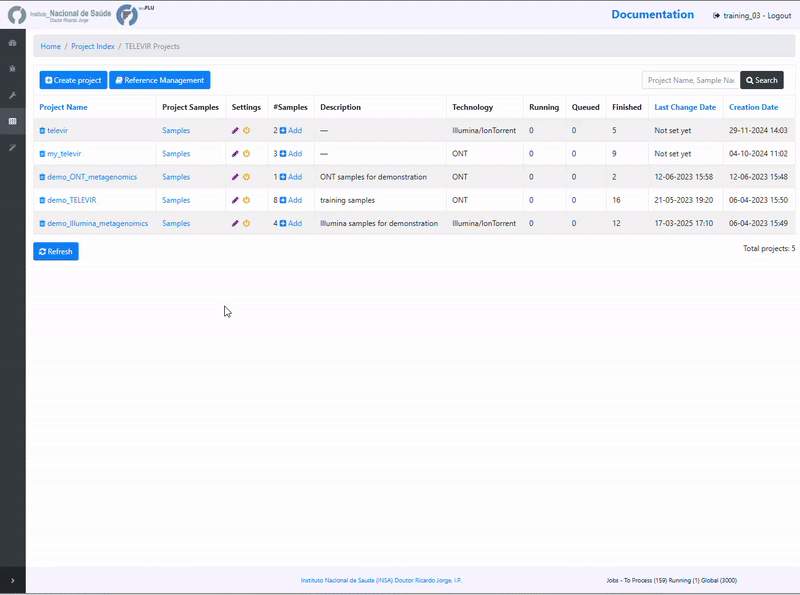 Instituto_Nacional de Saúde
Doutor Ricardo Jorge
FLU
Documentation
training_03 - Logout
Home / Project Index / TELEVIR Projects
Create project
Reference Management
Project Name, Sample Na
Search
Project Name Project Samples Settings #Samples Description Technology Running Queued Finished Last Change Date Creation Date
televir Samples 2 Add — Illumina/IonTorrent 0 0 5 Not set yet 29-11-2024 14:03
my_televir Samples 3 Add — ONT 0 0 9 Not set yet 04-10-2024 11:02
demo_ONT_metagenomics Samples 1 Add ONT samples for demonstration ONT 0 0 2 12-06-2023 15:58 12-06-2023 15:48
demo_TELEVIR Samples 8 Add training samples ONT 0 0 16 21-05-2023 19:20 06-04-2023 15:50
demo_Illumina_metagenomics Samples 4 Add Illumina samples for demonstration Illumina/IonTorrent 0 0 12 17-03-2025 17:10 06-04-2023 15:49
Refresh
Total projects: 5
Instituto Nacional de Saude (INSA) Doutor Ricardo Jorge, I.P.
Jobs - To Process (159) Running (1) Global (3000)